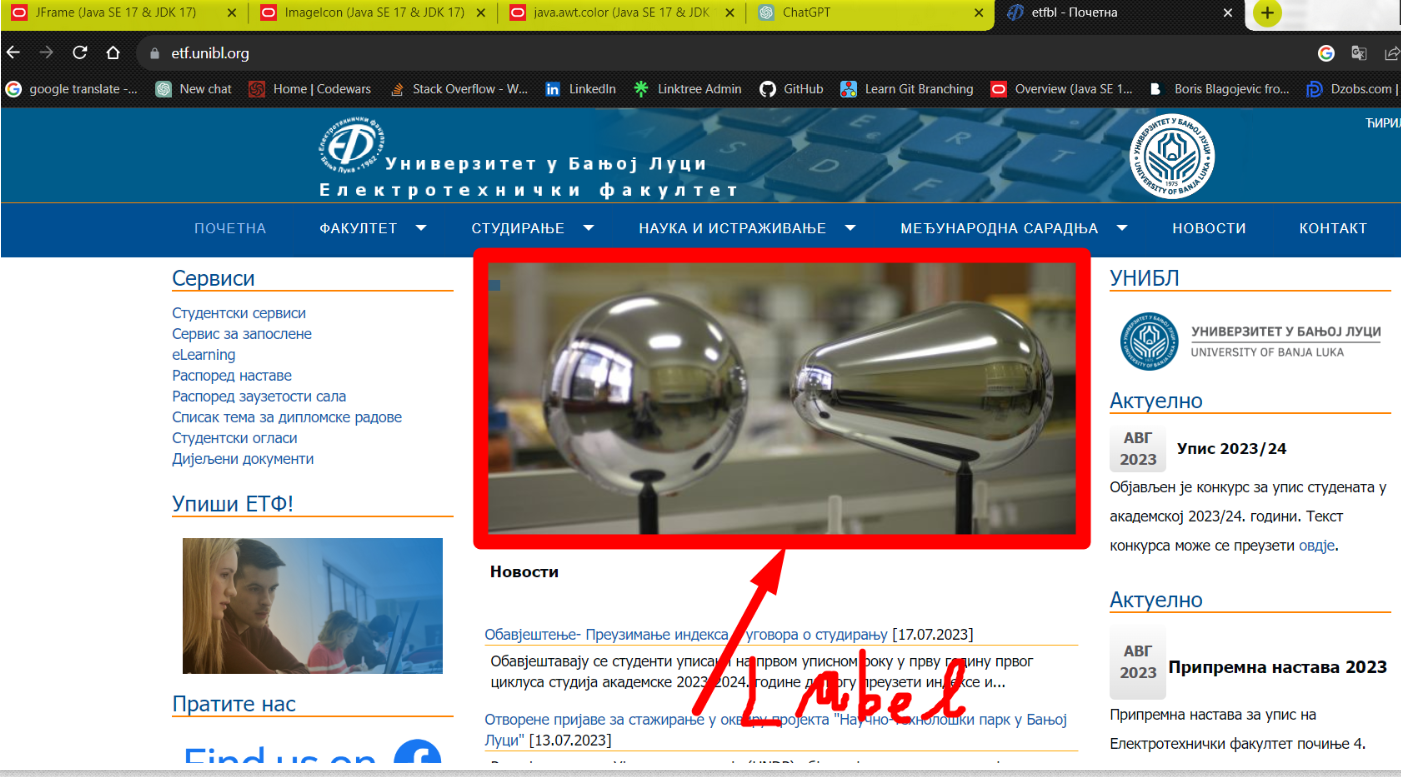 JFrame (Java SE 17 & JDK 17)
ImageIcon (Java SE 17 & JDK 17)
java.awt.color (Java SE 17 & JDK
ChatGPT
etfbl - Почетна
etf.unibl.org
google translate -...
New chat
Home | Codewars
Stack Overflow - W...
LinkedIn
Linktree Admin
GitHub
Learn Git Branching
Overview (Java SE 1...
Boris Blagojevic fro...
Dzobs.com |
Универзитет у Бањој Луци
Електротехнички факултет
ПОЧЕТНА
ФАКУЛТЕТ
СТУДИРАЊЕ
НАУКА И ИСТРАЖИВАЊЕ
МЕЂУНАРОДНА САРАДЊА
НОВОСТИ
КОНТАКТ
Сервиси
Студентски сервиси
Сервис за запослене
eLearning
Распоред наставе
Распоред заузетости сала
Списак тема за дипломске радове
Студентски огласи
Дијељени документи
Упиши ЕТФ!
Пратите нас
Find us on
Новости
Обавјештење- Преузимање индекса уговора о студирању [17.07.2023]
Обавјештавају се студенти уписани на првом уписном року у прву годину првог
циклуса студија академске 2023/2024. године да могу преузети индексе и...
Отворене пријаве за стажирање у оквиру пројекта "Научно-технолошки парк у Бањој
Луци" [13.07.2023]
Label
УНИБЛ
УНИВЕРЗИТЕТ У БАЊОЈ ЛУЦИ
UNIVERSITY OF BANJA LUKA
Актуелно
АВГ
2023
Упис 2023/24
Објављен је конкурс за упис студената у
академској 2023/24. години. Текст
конкурса може се преузети овдје.
Актуелно
АВГ
2023
Припремна настава 2023
Припремна настава за упис на
Електротехнички факултет почиње 4.